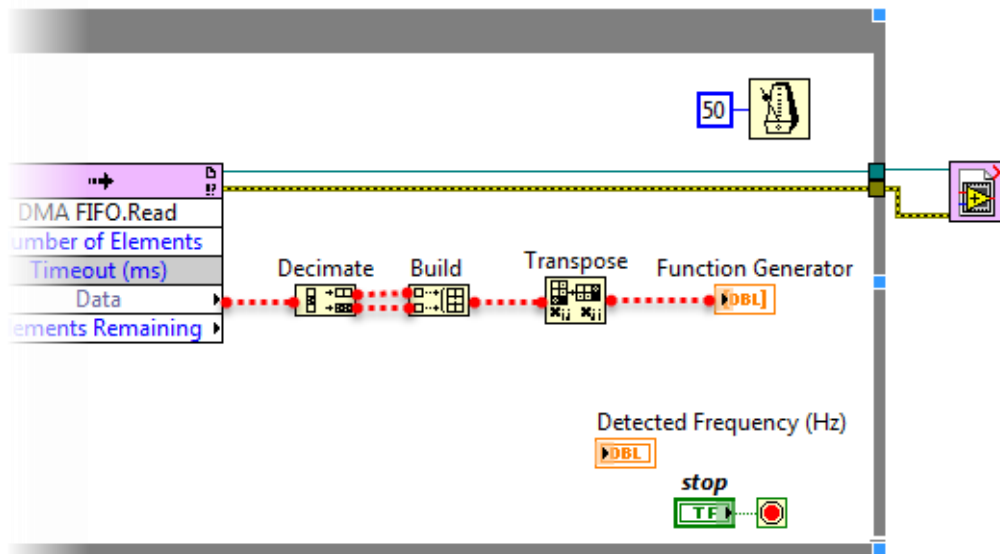 50
DMA FIFO.Read
umber of Elements
Timeout (ms)
Data
lements Remaining
Decimate
Build
Transpose
Function Generator
DBL]
Detected Frequency (Hz)
DBL
stop
TF